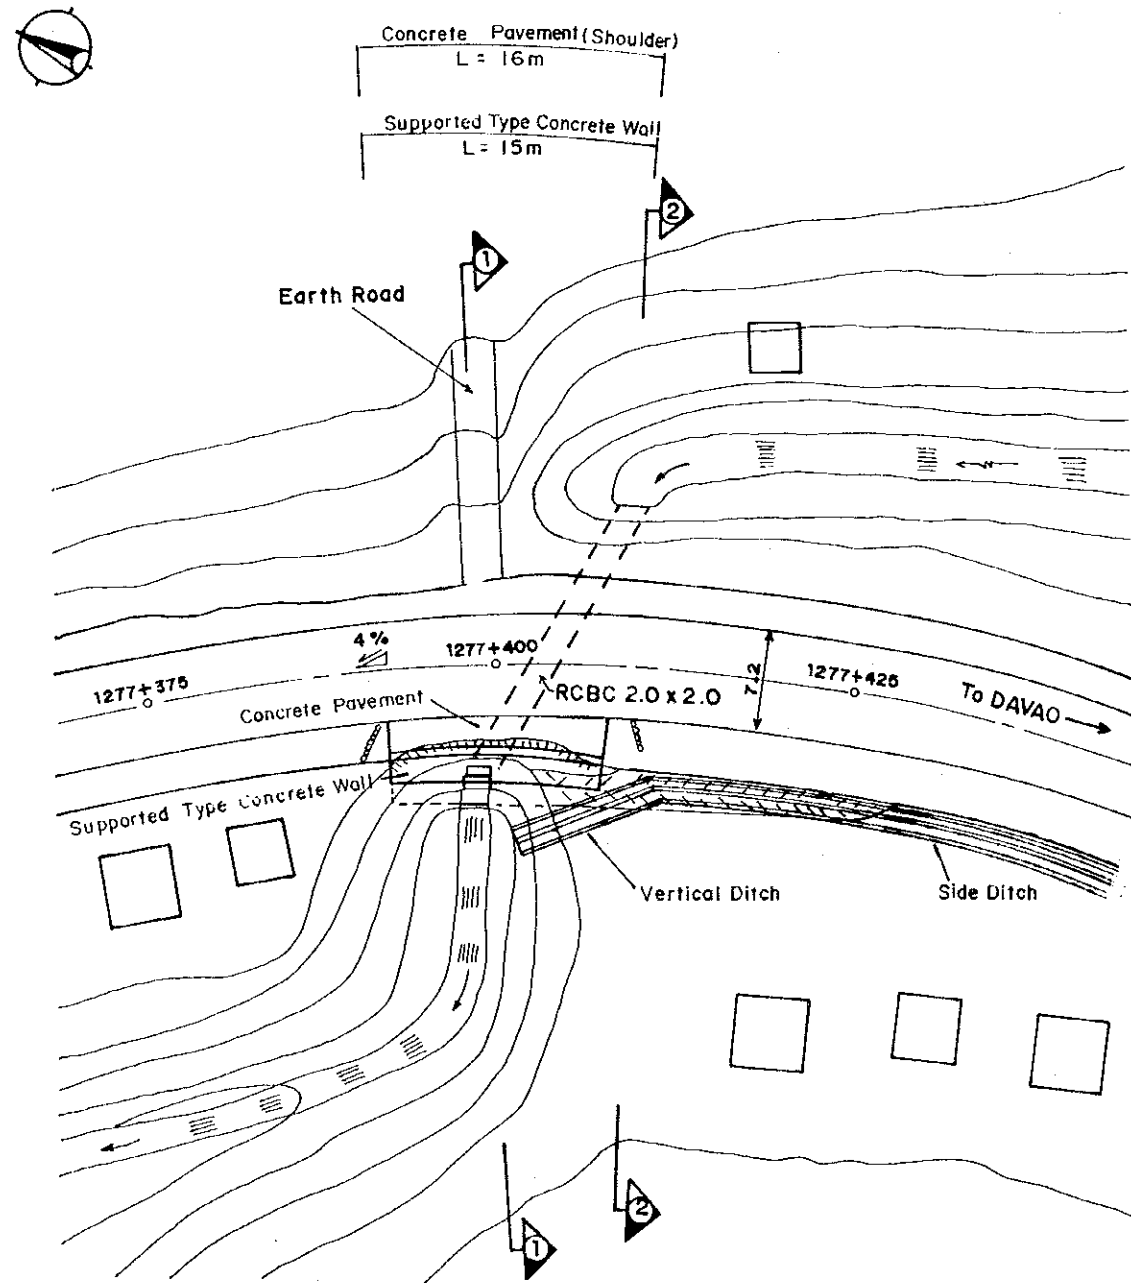 Concrete Pavement (Shoulder)
L = 16m
Supported Type Concrete Wall
L = 15m
2
1
Earth Road
4%
1277+400
1277+375
7.2
1277+425
RCBC 2.0 x 2.0
To DAVAO
Concrete Pavement
Supported Type Concrete Wall
Vertical Ditch
Side Ditch
2
1